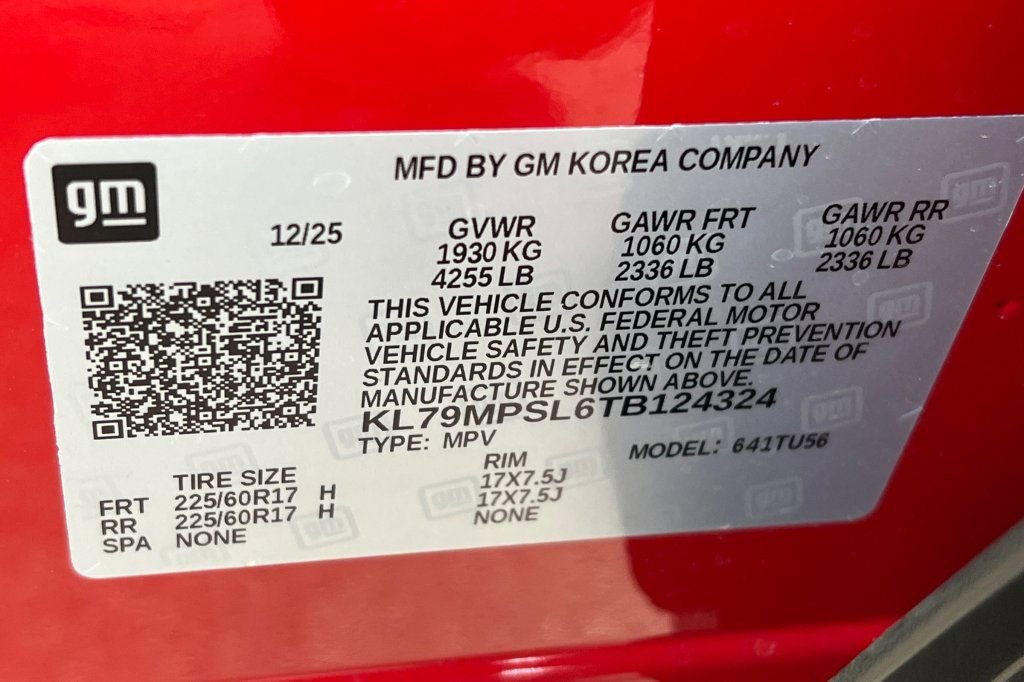 gm
MFD BY GM KOREA COMPANY
12/25
GVWR GAWR FRT GAWR RR
1930 KG 1060 KG 1060 KG
4255 LB 2336 LB 2336 LB
THIS VEHICLE CONFORMS TO ALL
APPLICABLE U.S. FEDERAL MOTOR
VEHICLE SAFETY AND THEFT PREVENTION
STANDARDS IN EFFECT ON THE DATE OF
MANUFACTURE SHOWN ABOVE.
KL79MPSL6TB124324
TYPE: MPV MODEL: 641TU56
TIRE SIZE RIM
FRT 225/60R17 H 17X7.5J
RR 225/60R17 H 17X7.5J
SPA NONE NONE